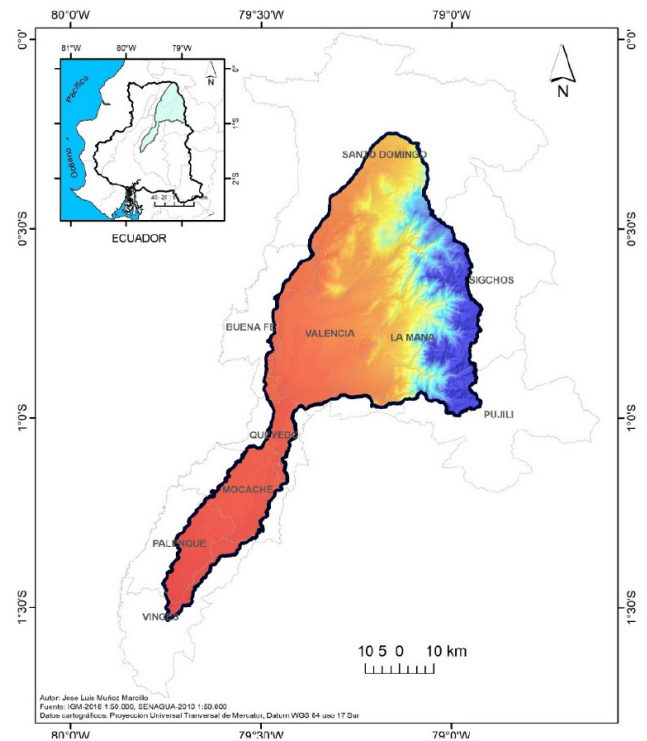 80°0'W 79°30'W 79°0'W
81°W 80°W 79°W
0°0'
0°
N
N
Pacífico
1°S
Océano
2°S
SANTO DOMINGO
ECUADOR
0°30'S 0°30'S
SIGCHOS
BUENA FE
VALENCIA
LA MANA
PUJILI
1°0'S 1°0'S
QUEVEDO
MOCACHE
PALENQUE
VINCES
1°30'S 1°30'S
10 5 0 10 km
Autor: Jose Luis Muñoz Marcillo
Fuente: IGM-2018 1:50.000, SENAGUA-2010 1:50.000
Datos cartográficos: Proyección Universal Tranversal de Mercator, Datum WGS 84 uso 17 Sur
80°0'W 79°30'W 79°0'W